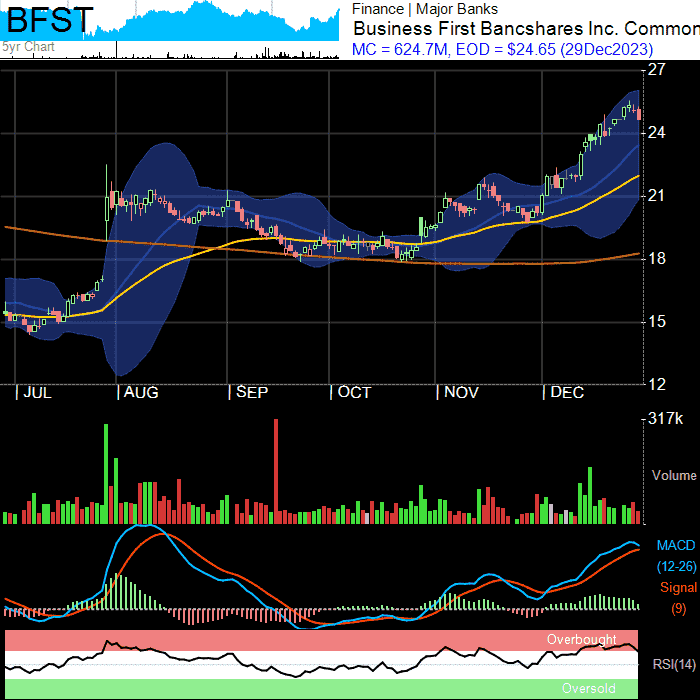 BFST
5yr Chart
Finance | Major Banks
Business First Bancshares Inc. Common
MC = 624.7M, EOD = $24.65 (29Dec2023)
27
24
21
18
15
12
| JUL | AUG | SEP | OCT | NOV | DEC
317k
Volume
MACD
(12-26)
Signal
(9)
Overbought
RSI(14)
Oversold